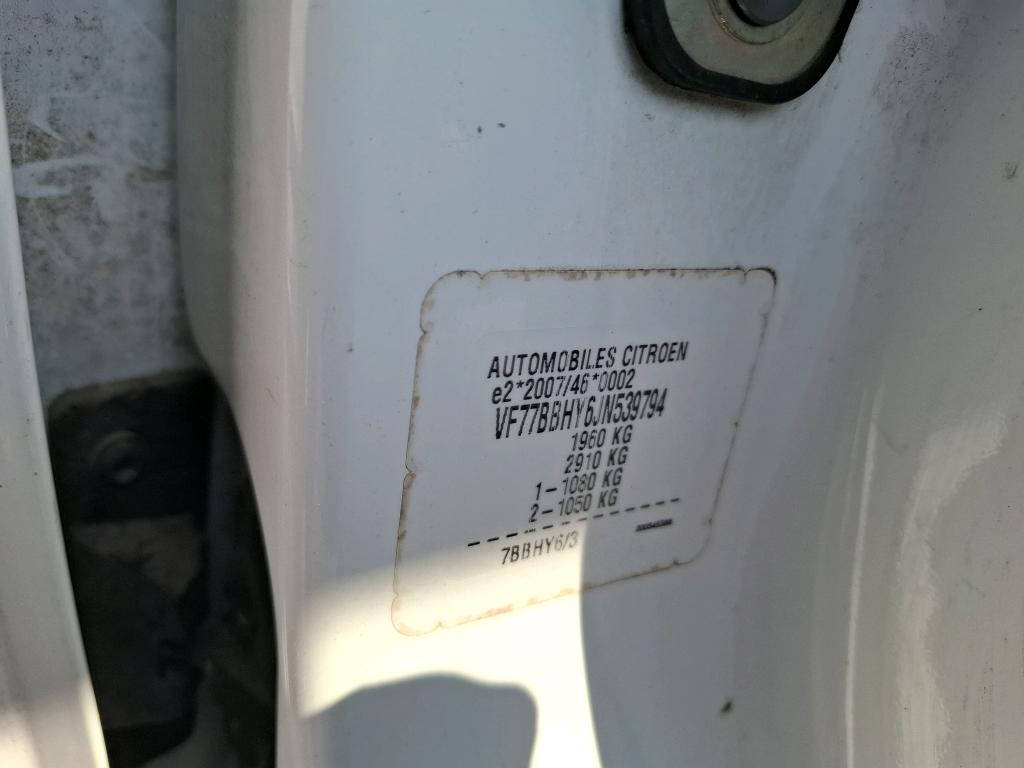 AUTOMOBILES CITROEN
e2*2007/46*0002
VF77BBHY6JN539794
1960 KG
2910 KG
1-1080 KG
2-1050 KG
7BBHY6/3